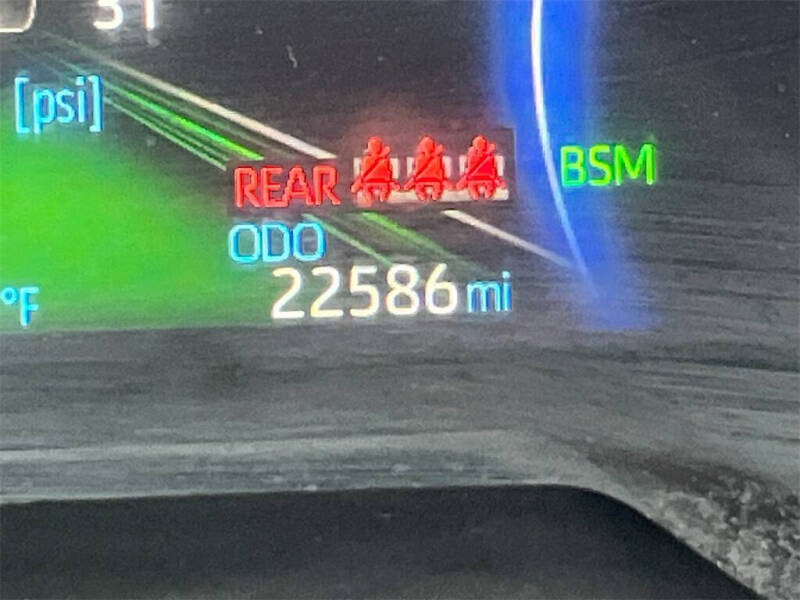 [psi]
REAR
BSM
ODO
22586 mi
°F